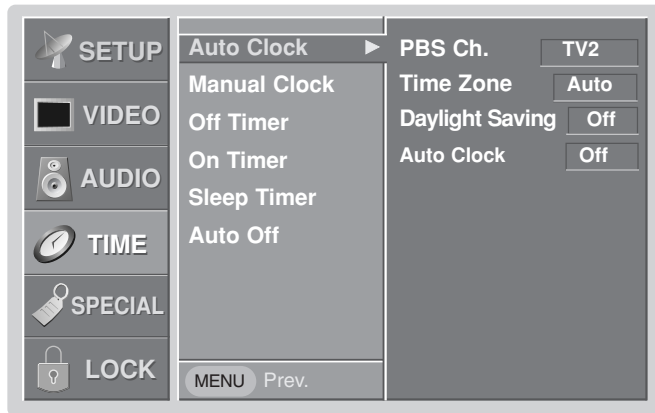 SETUP
VIDEO
AUDIO
TIME
SPECIAL
LOCK
Auto Clock ►
Manual Clock
Off Timer
On Timer
Sleep Timer
Auto Off
MENU Prev.
PBS Ch. TV2
Time Zone Auto
Daylight Saving Off
Auto Clock Off